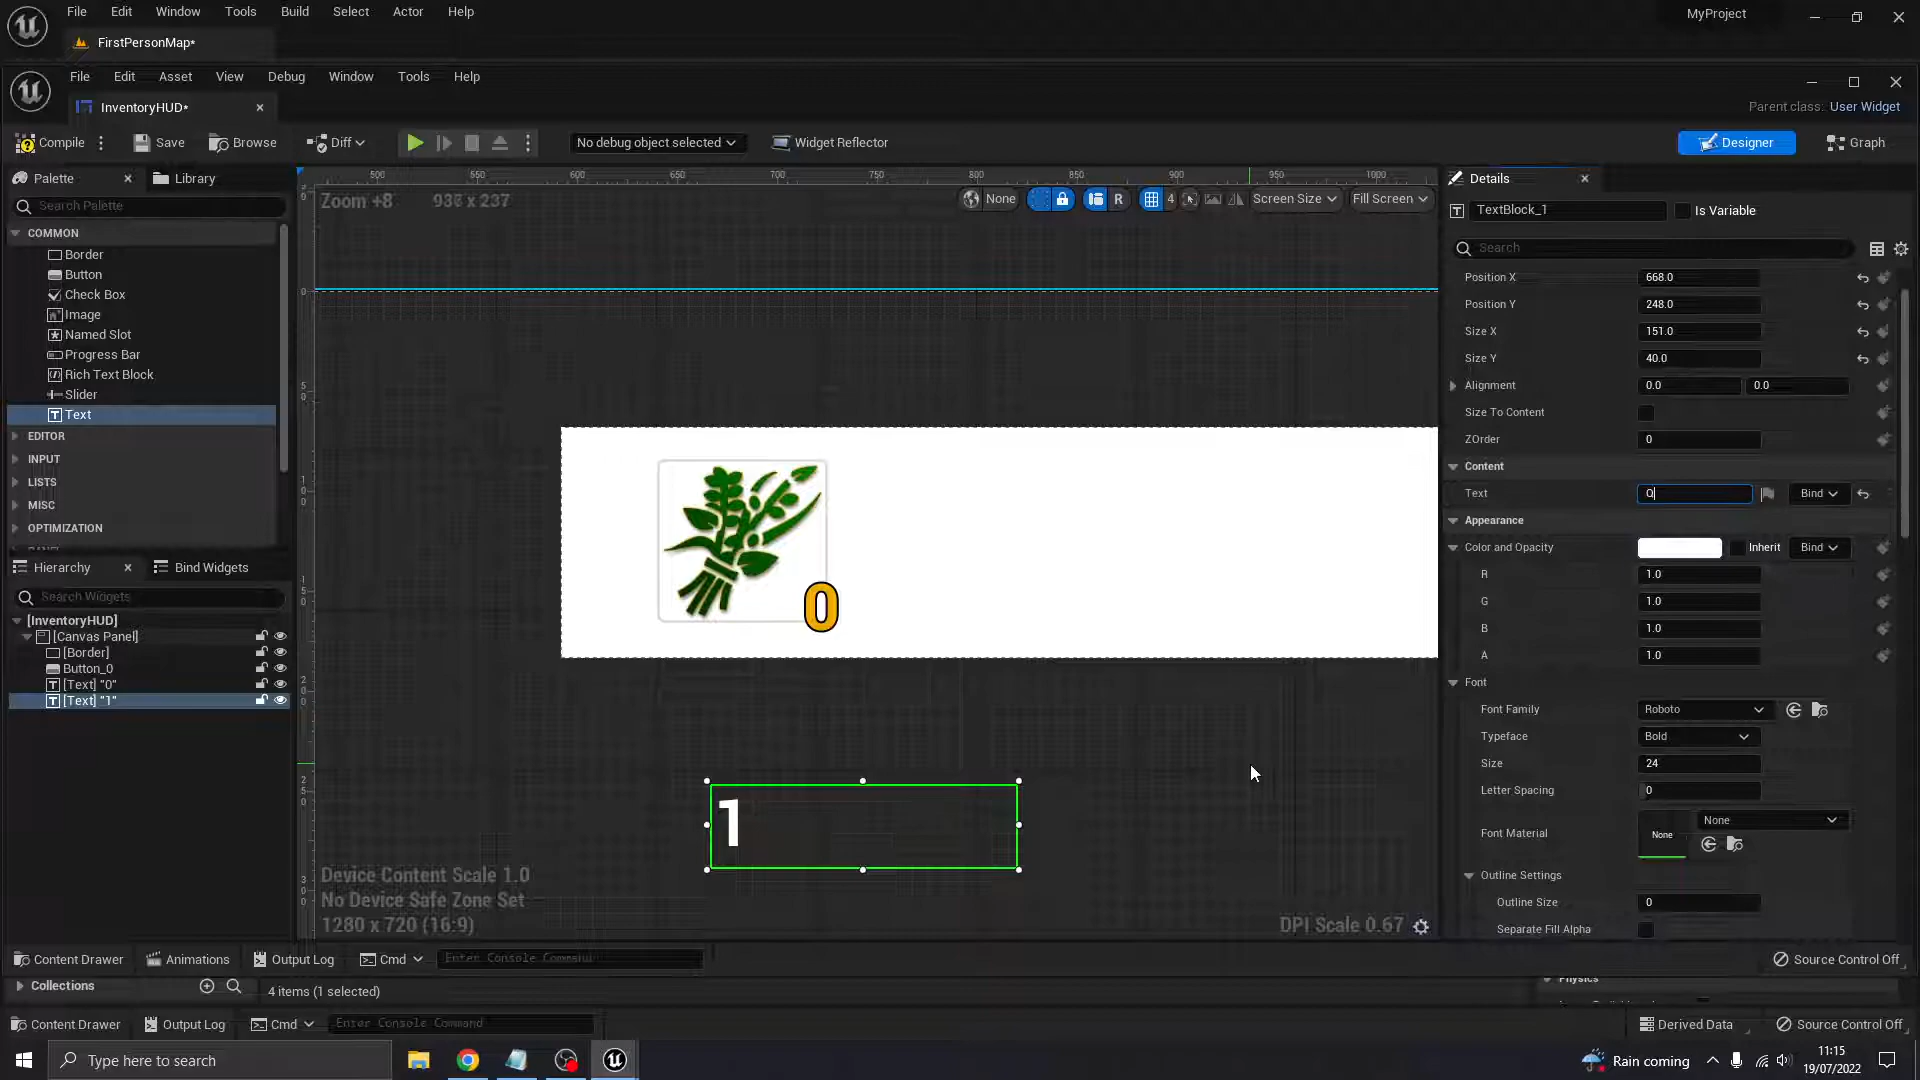 File Edit Window Tools Build Select Actor Help
MyProject
FirstPersonMap*
File Edit Asset View Debug Window Tools Help
InventoryHUD*
Parent class: User Widget
Compile Save Browse Diff No debug object selected Widget Reflector Designer Graph
Palette Library
Search Palette
COMMON
Border
Button
Check Box
Image
Named Slot
Progress Bar
Rich Text Block
Slider
Text
EDITOR
INPUT
LISTS
MISC
OPTIMIZATION
Hierarchy Bind Widgets
Search Widgets
[InventoryHUD]
[Canvas Panel]
[Border]
Button_0
[Text] "0"
[Text] "1"
500 550 600 650 700 750 800 850 900 950 1000
Zoom +8
None R 4 Screen Size Fill Screen
0
1
Device Content Scale 1.0
No Device Safe Zone Set
1280 x 720 (16:9)
DPI Scale 0.67
Details
TextBlock_1 Is Variable
Search
Position X 668.0
Position Y 248.0
Size X 151.0
Size Y 40.0
Alignment 0.0 0.0
Size To Content
ZOrder 0
Content
Text 0 Bind
Appearance
Color and Opacity Inherit Bind
R 1.0
G 1.0
B 1.0
A 1.0
Font
Font Family Roboto
Typeface Bold
Size 24
Letter Spacing 0
Font Material None None
Outline Settings
Outline Size 0
Separate Fill Alpha
Content Drawer Animations Output Log Cmd Enter Console Command Source Control Off
Collections 4 items (1 selected) Physics
Content Drawer Output Log Cmd Enter Console Command Derived Data Source Control Off
Type here to search Rain coming 11:15
19/07/2022